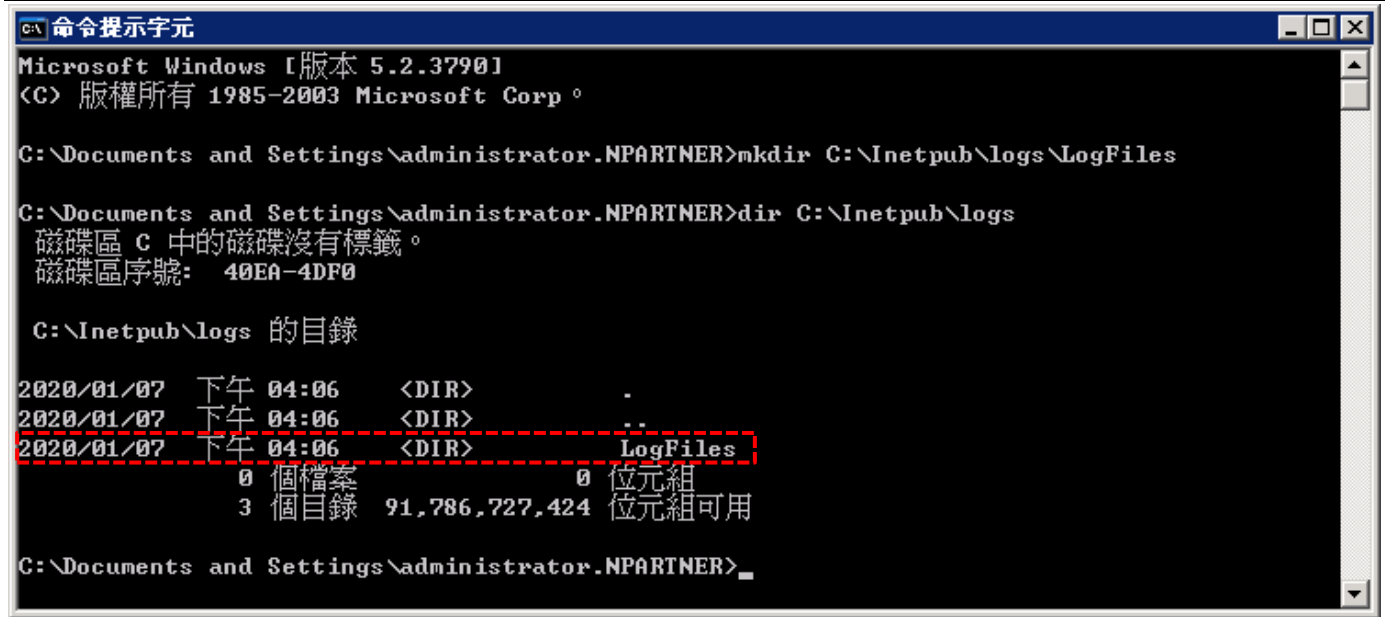 命令提示字元
Microsoft Windows [版本 5.2.3790]
(C) 版權所有 1985-2003 Microsoft Corp。
C:\Documents and Settings\administrator.NPARTNER>mkdir C:\Inetpub\logs\LogFiles
C:\Documents and Settings\administrator.NPARTNER>dir C:\Inetpub\logs
磁碟區 C 中的磁碟沒有標籤。
磁碟區序號:  40EA-4DF0
C:\Inetpub\logs 的目錄
2020/01/07  下午 04:06    <DIR>          .
2020/01/07  下午 04:06    <DIR>          ..
2020/01/07  下午 04:06    <DIR>          LogFiles
0 個檔案               0 位元組
3 個目錄  91,786,727,424 位元組可用
C:\Documents and Settings\administrator.NPARTNER>_